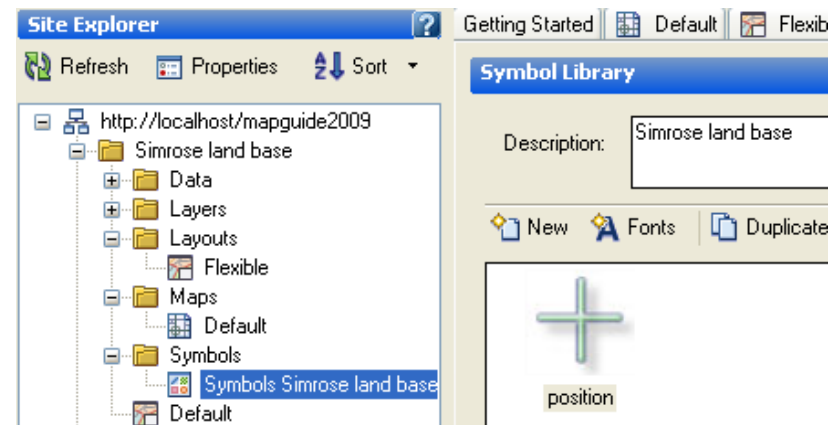 Site Explorer
Refresh Properties Sort
http://localhost/mapguide2009
Simrose land base
Data
Layers
Layouts
Flexible
Maps
Default
Symbols
Symbols Simrose land base
Default
Getting Started Default Flexib
Symbol Library
Description: Simrose land base
New Fonts Duplicate
position